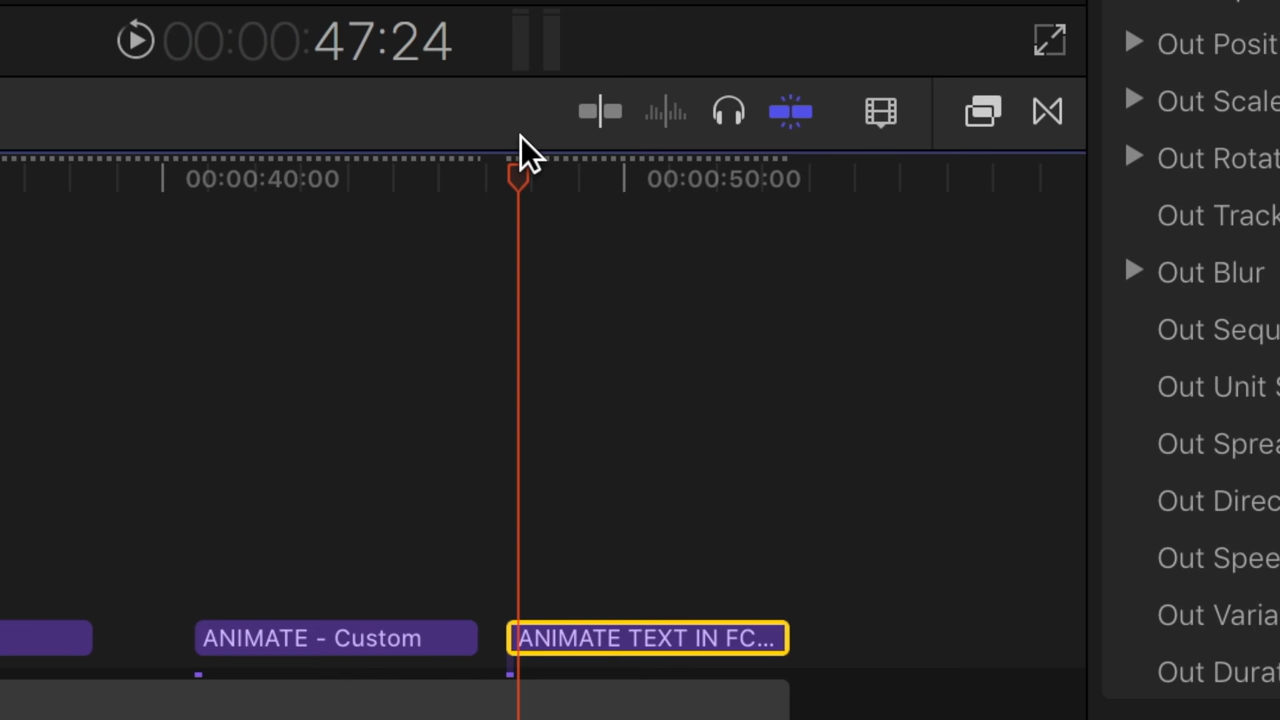 00:00:47:24
00:00:40:00
00:00:50:00
ANIMATE - Custom
ANIMATE TEXT IN FC...
Out Posit
Out Scale
Out Rotat
Out Track
Out Blur
Out Sequ
Out Unit S
Out Sprea
Out Direc
Out Spee
Out Varia
Out Durat